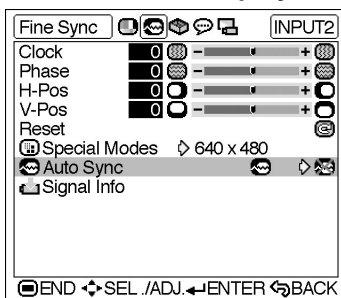 Fine Sync INPUT2
Clock 0 - +
Phase 0 - +
H-Pos 0 - +
V-Pos 0 - +
Reset
Special Modes 640 x 480
Auto Sync
Signal Info
END SEL./ADJ. ENTER BACK